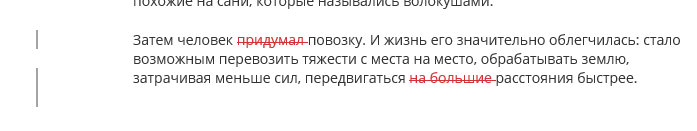 похожие на сани, которые назывались волокушами.
Затем человек придумал повозку. И жизнь его значительно облегчилась: стало
возможным перевозить тяжести с места на место, обрабатывать землю,
затрачивая меньше сил, передвигаться на большие расстояния быстрее.